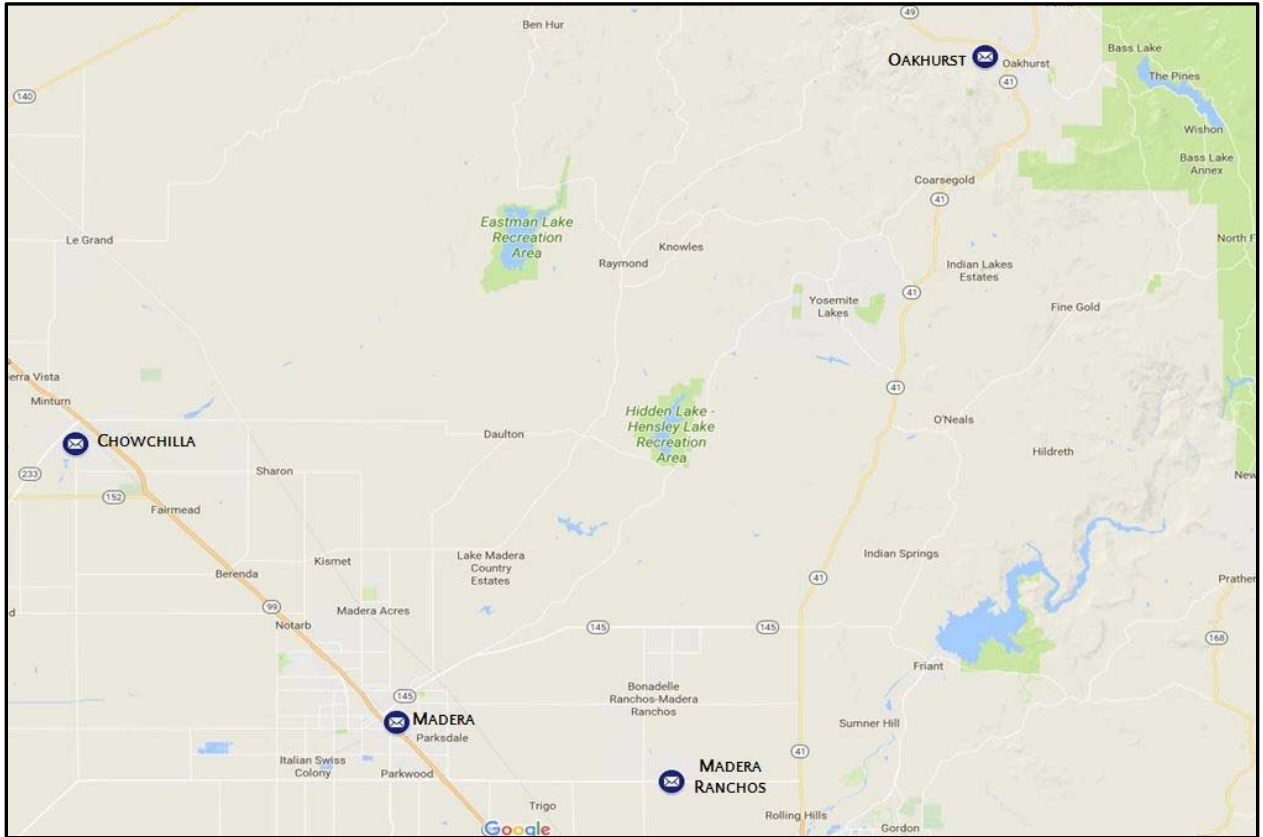 49
Ben Hur
OAKHURST
Oakhurst
41
Bass Lake
The Pines
140
Wishon
Bass Lake
Annex
Coarsegold
41
Eastman Lake
Recreation
Area
Le Grand
Knowles
Raymond
North F
Indian Lakes
Estates
41
Yosemite
Lakes
Fine Gold
erra Vista
Minturn
41
Hidden Lake -
Hensley Lake
Recreation
Area
O'Neals
CHOWCHILLA
Daulton
Hildreth
233
Sharon
New
152
Fairmead
Lake Madera
Country
Estates
Indian Springs
Kismet
Berenda
41
Prather
99
Madera Acres
d
Notarb
145
145
168
Friant
Bonadelle
Ranchos-Madera
Ranchos
145
MADERA
Parksdale
Sumner Hill
41
Italian Swiss
Colony
Parkwood
MADERA
RANCHOS
Trigo
Rolling Hills
Google
Gordon